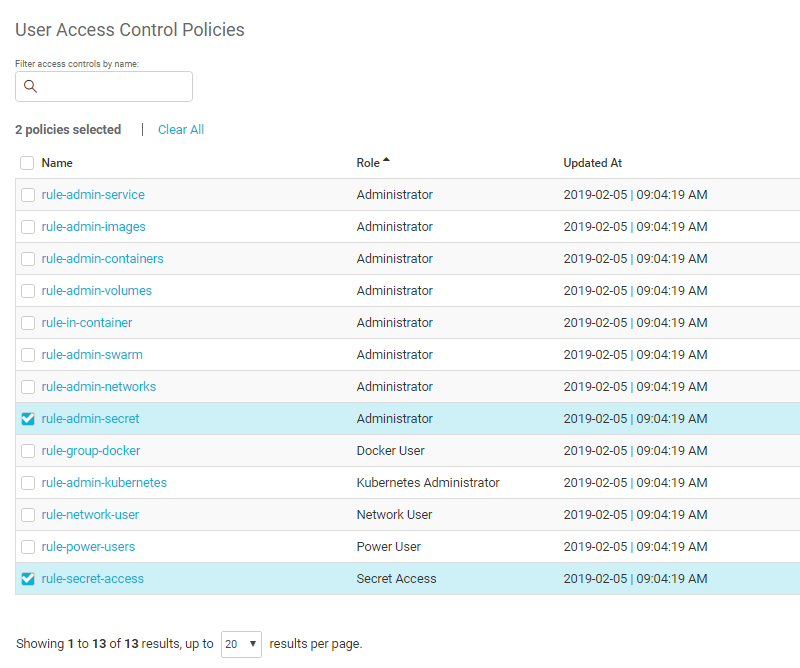 User Access Control Policies
Filter access controls by name:
2 policies selected | Clear All
Name Role Updated At
rule-admin-service Administrator 2019-02-05 | 09:04:19 AM
rule-admin-images Administrator 2019-02-05 | 09:04:19 AM
rule-admin-containers Administrator 2019-02-05 | 09:04:19 AM
rule-admin-volumes Administrator 2019-02-05 | 09:04:19 AM
rule-in-container Administrator 2019-02-05 | 09:04:19 AM
rule-admin-swarm Administrator 2019-02-05 | 09:04:19 AM
rule-admin-networks Administrator 2019-02-05 | 09:04:19 AM
rule-admin-secret Administrator 2019-02-05 | 09:04:19 AM
rule-group-docker Docker User 2019-02-05 | 09:04:19 AM
rule-admin-kubernetes Kubernetes Administrator 2019-02-05 | 09:04:19 AM
rule-network-user Network User 2019-02-05 | 09:04:19 AM
rule-power-users Power User 2019-02-05 | 09:04:19 AM
rule-secret-access Secret Access 2019-02-05 | 09:04:19 AM
Showing 1 to 13 of 13 results, up to 20 results per page.